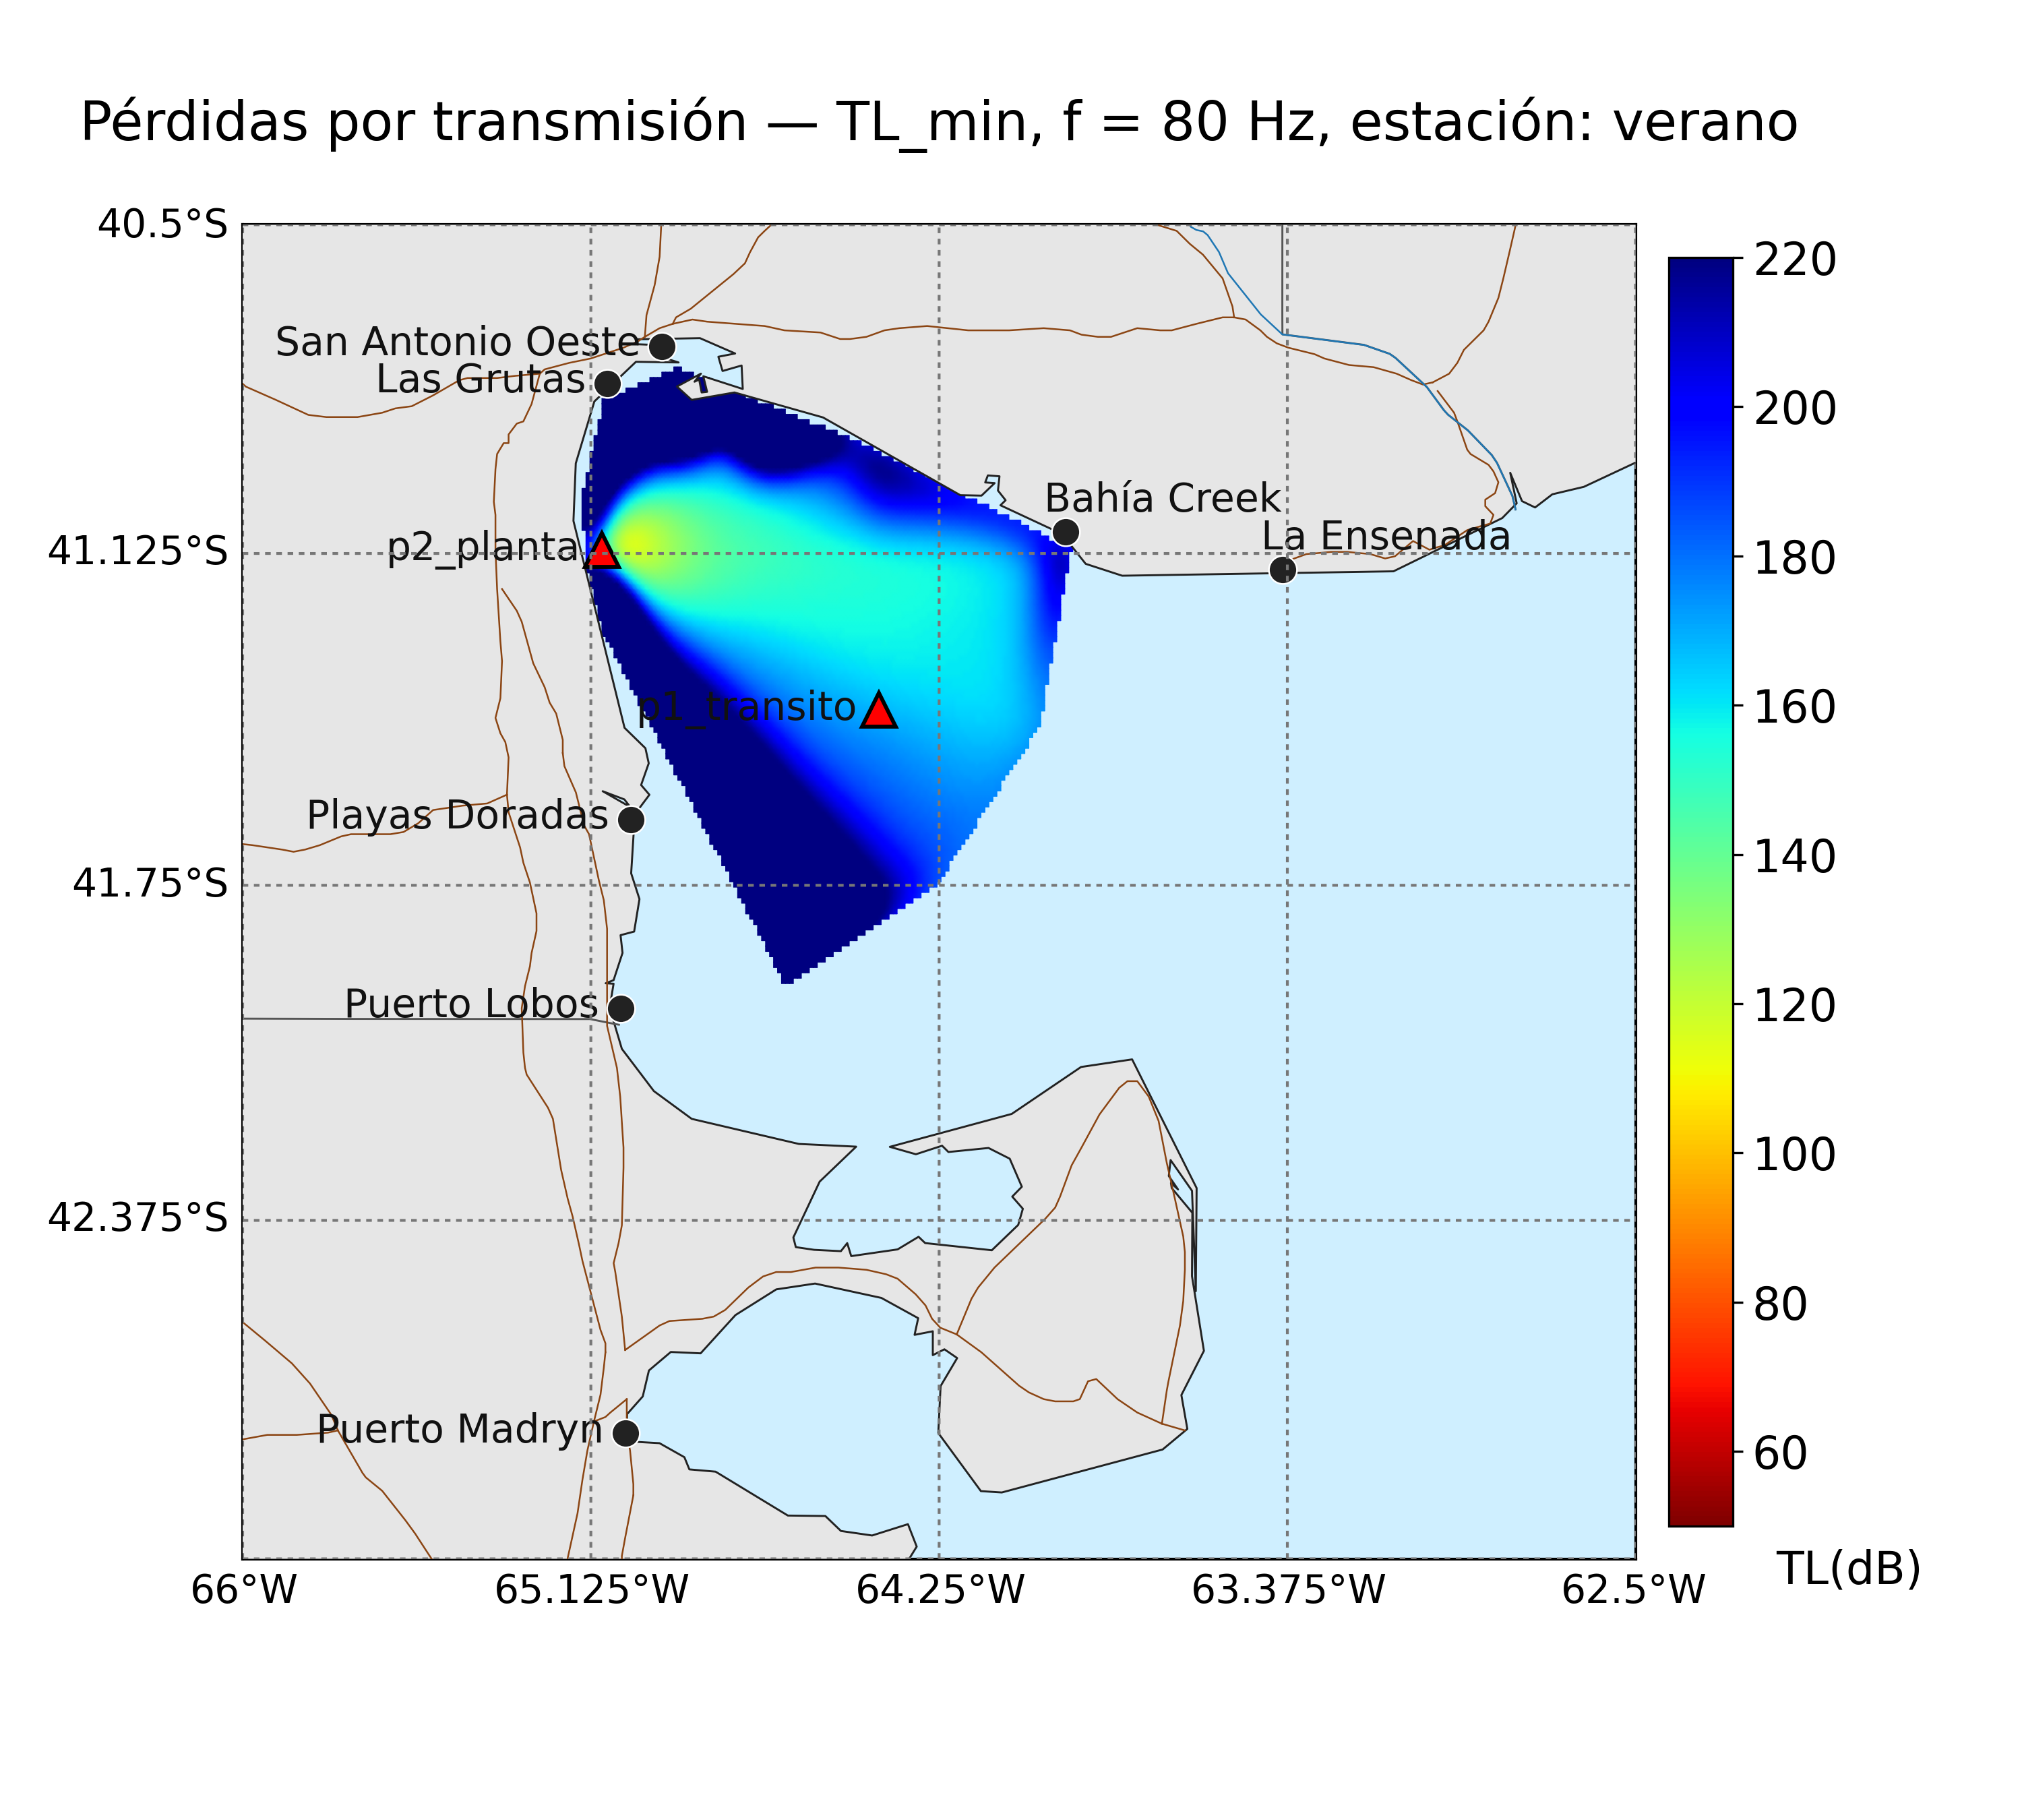 Pérdidas por transmisión — TL_min, f = 80 Hz, estación: verano
40.5°S
41.125°S
41.75°S
42.375°S
66°W
65.125°W
64.25°W
63.375°W
62.5°W
San Antonio Oeste
Las Grutas
Bahía Creek
La Ensenada
p2_planta
p1_transito
Playas Doradas
Puerto Lobos
Puerto Madryn
220
200
180
160
140
120
100
80
60
TL(dB)